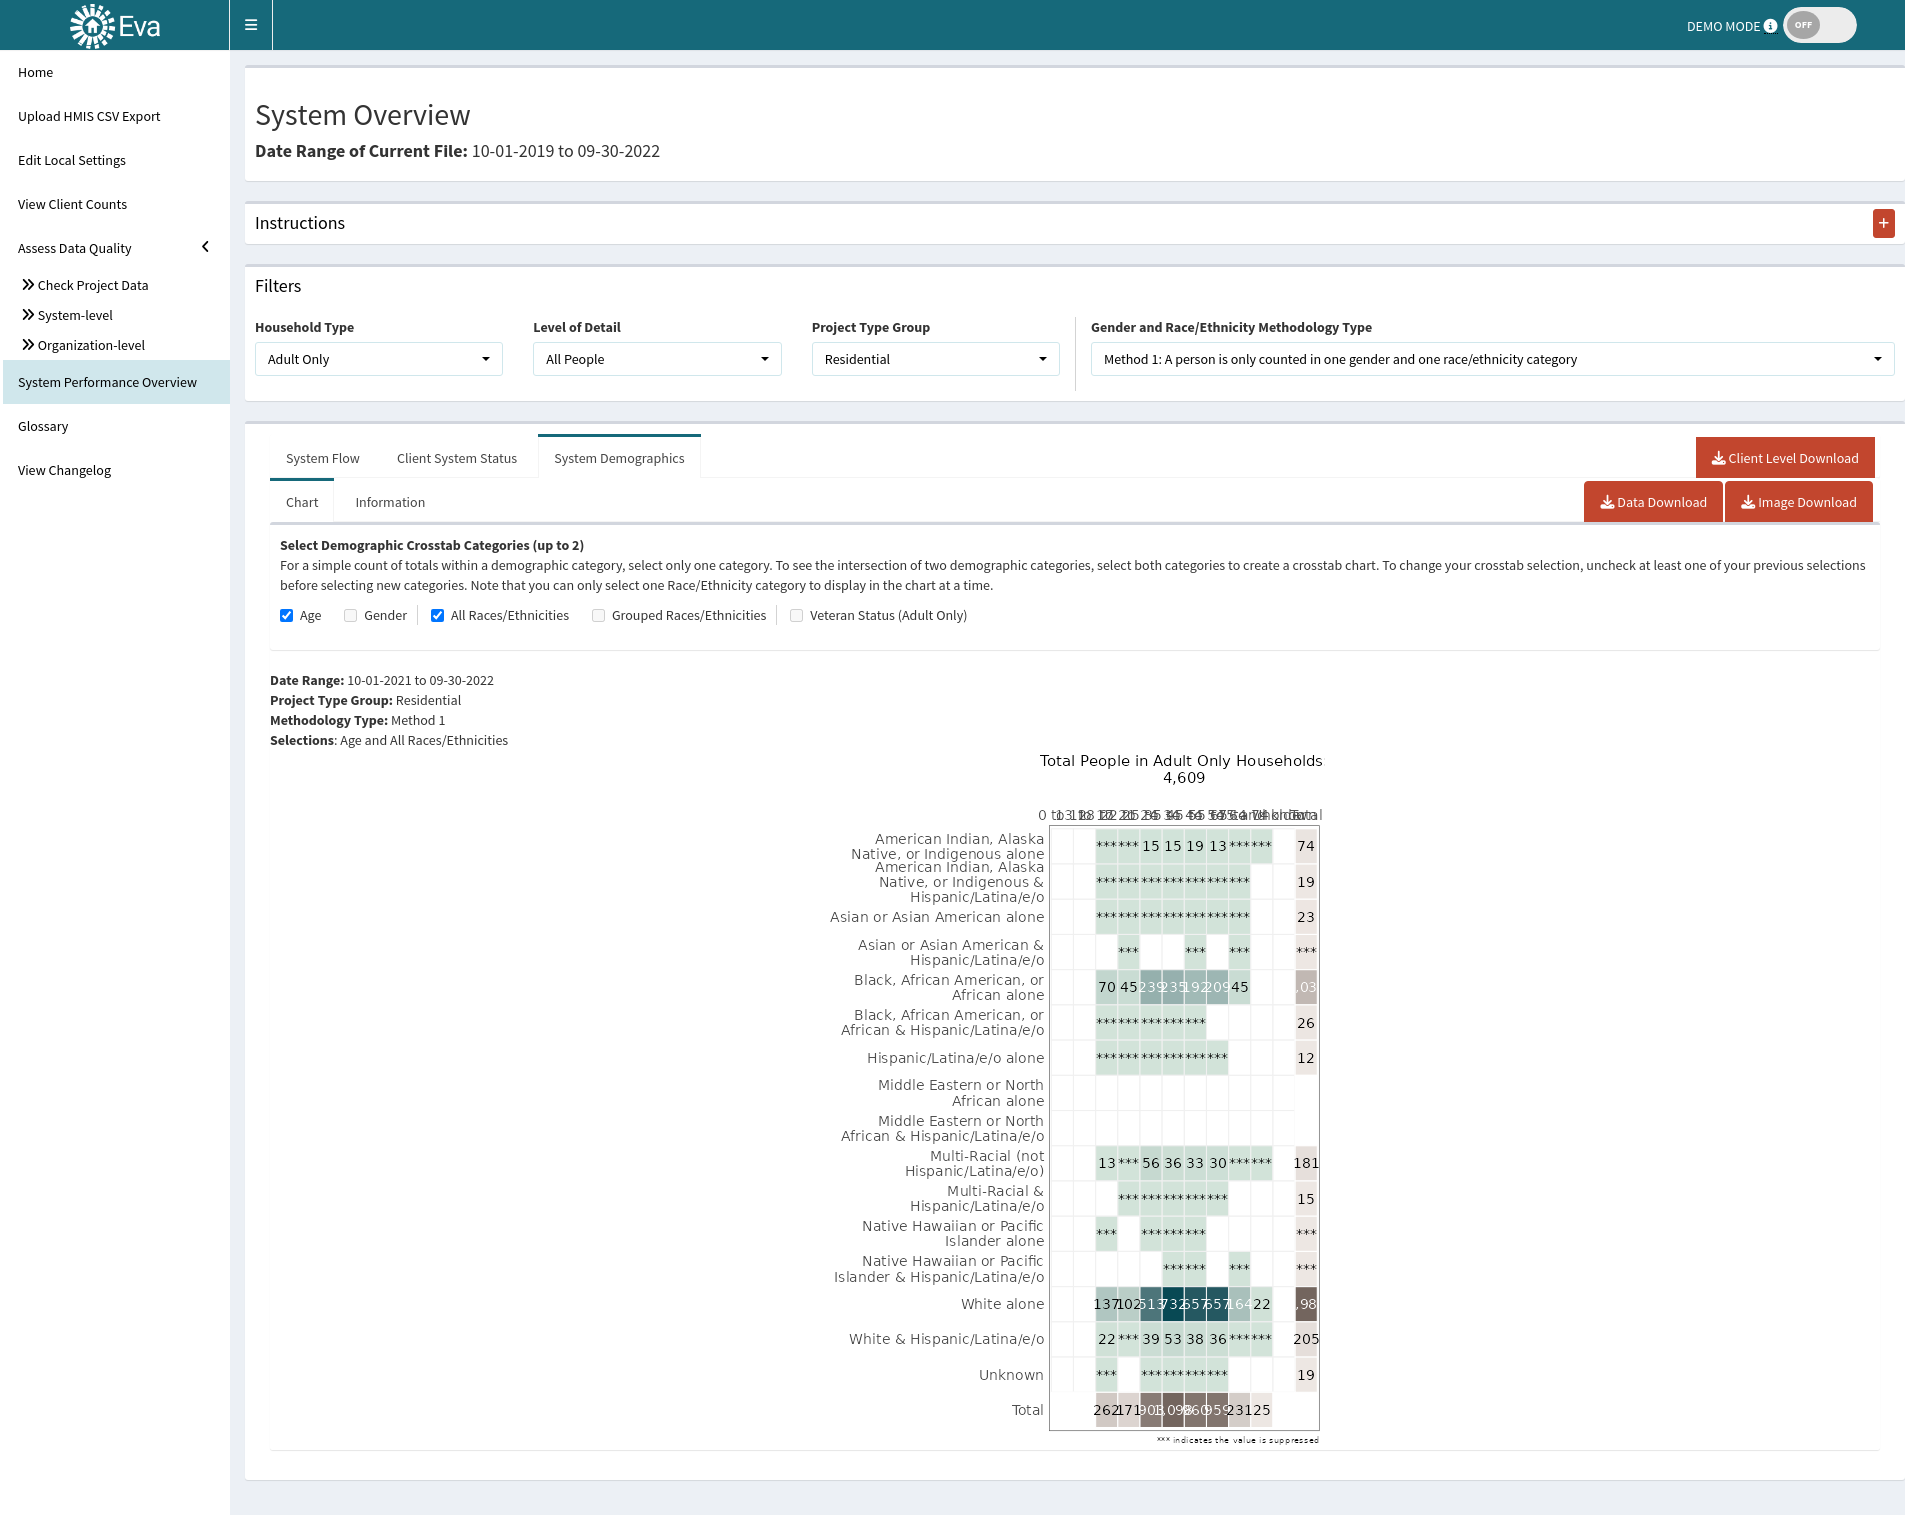 Eva
DEMO MODE OFF
Home
Upload HMIS CSV Export
Edit Local Settings
View Client Counts
Assess Data Quality
Check Project Data
System-level
Organization-level
System Performance Overview
Glossary
View Changelog
System Overview
Date Range of Current File: 10-01-2019 to 09-30-2022
Instructions
+
Filters
Household Type Level of Detail Project Type Group Gender and Race/Ethnicity Methodology Type
Adult Only All People Residential Method 1: A person is only counted in one gender and one race/ethnicity category
System Flow Client System Status System Demographics Client Level Download
Chart Information Data Download Image Download
Select Demographic Crosstab Categories (up to 2)
For a simple count of totals within a demographic category, select only one category. To see the intersection of two demographic categories, select both categories to create a crosstab chart. To change your crosstab selection, uncheck at least one of your previous selections
before selecting new categories. Note that you can only select one Race/Ethnicity category to display in the chart at a time.
Age Gender All Races/Ethnicities Grouped Races/Ethnicities Veteran Status (Adult Only)
Date Range: 10-01-2021 to 09-30-2022
Project Type Group: Residential
Methodology Type: Method 1
Selections: Age and All Races/Ethnicities
Total People in Adult Only Households
4,609
American Indian, Alaska
Native, or Indigenous alone
*** *** 15 15 19 13 *** *** 74
American Indian, Alaska
Native, or Indigenous &
Hispanic/Latina/e/o
*** *** *** *** *** *** *** 19
Asian or Asian American alone *** *** *** *** *** *** *** 23
Asian or Asian American &
Hispanic/Latina/e/o
*** *** *** ***
Black, African American, or
African alone
70 45 239 235 192 209 45
Black, African American, or
African & Hispanic/Latina/e/o
*** *** *** *** *** 26
Hispanic/Latina/e/o alone *** *** *** *** *** *** 12
Middle Eastern or North
African alone
Middle Eastern or North
African & Hispanic/Latina/e/o
Multi-Racial (not
Hispanic/Latina/e/o)
13 *** 56 36 33 30 *** *** 181
Multi-Racial &
Hispanic/Latina/e/o
*** *** *** *** *** 15
Native Hawaiian or Pacific
Islander alone
*** *** *** *** ***
Native Hawaiian or Pacific
Islander & Hispanic/Latina/e/o
*** *** *** ***
White alone 137 102 513 732 657 657 164 22
White & Hispanic/Latina/e/o 22 *** 39 53 38 36 *** *** 205
Unknown *** *** *** *** *** 19
Total 262 171 959 231 25
*** indicates the value is suppressed